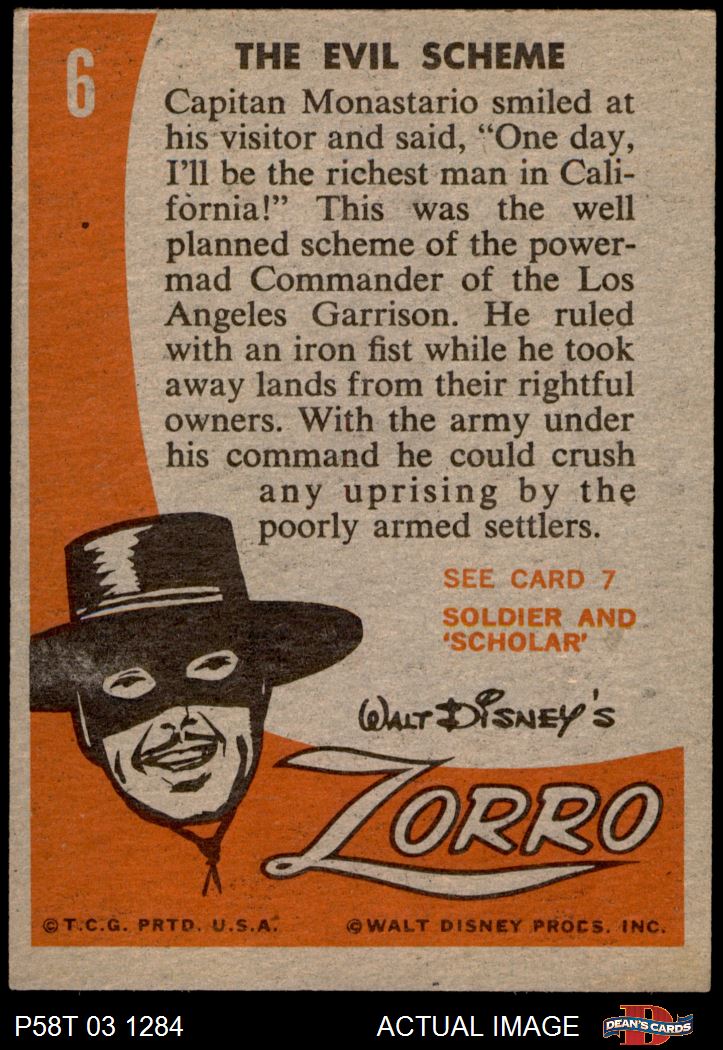 6
THE EVIL SCHEME
Capitan Monastario smiled at
his visitor and said, “One day,
I’ll be the richest man in Cali-
fornia!” This was the well
planned scheme of the power-
mad Commander of the Los
Angeles Garrison. He ruled
with an iron fist while he took
away lands from their rightful
owners. With the army under
his command he could crush
any uprising by the
poorly armed settlers.
SEE CARD 7
SOLDIER AND
‘SCHOLAR’
WALT DISNEY’S
ZORRO
©T.C.G. PRTD. U.S.A. ©WALT DISNEY PROCS. INC.
P58T 03 1284 ACTUAL IMAGE D DEAN'S CARDS